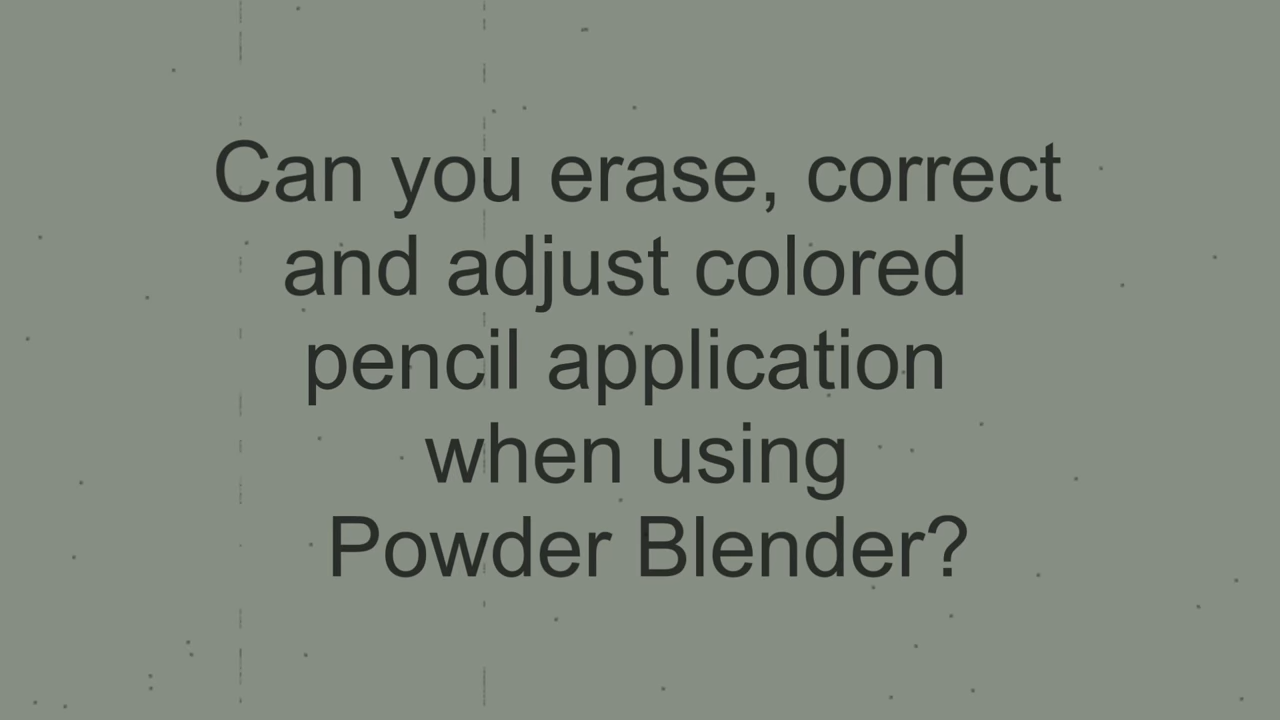 Can you erase, correct
and adjust colored
pencil application
when using
Powder Blender?